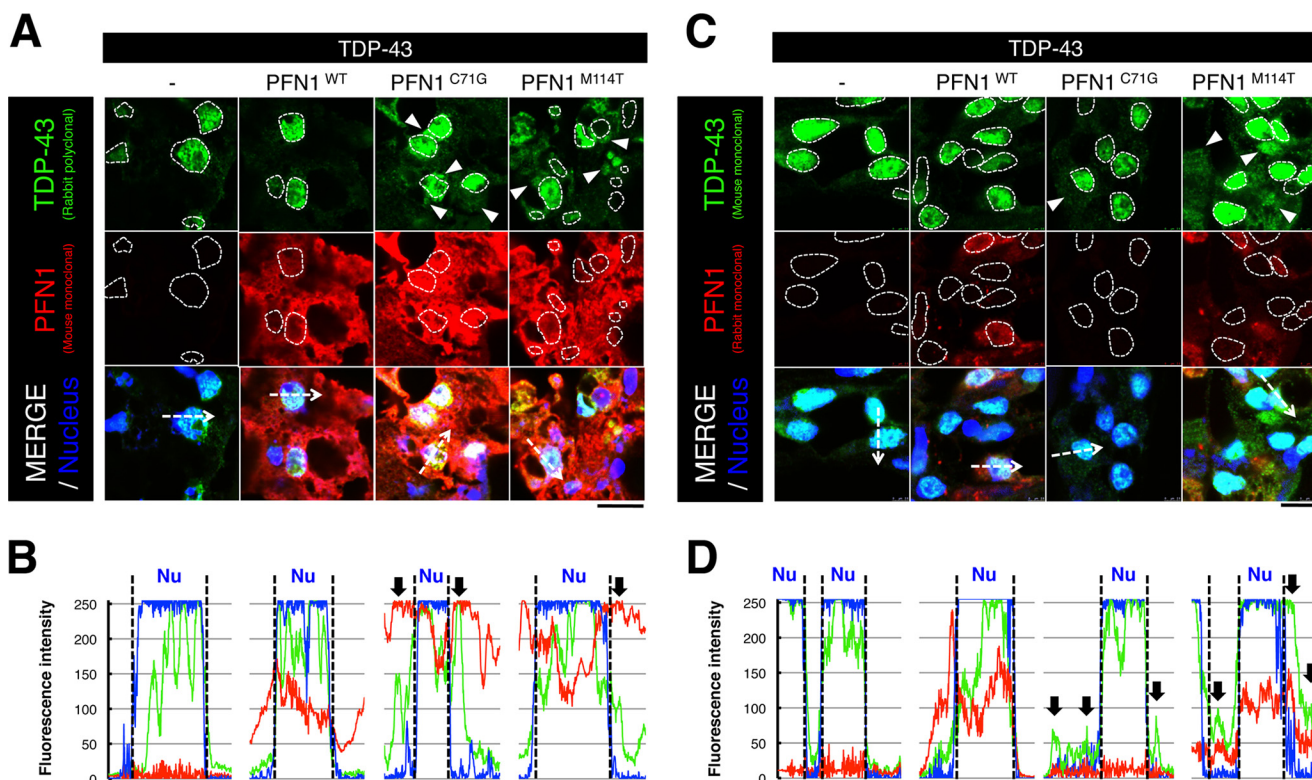 A
TDP-43
- PFN1 WT PFN1 C71G PFN1 M114T
TDP-43
(Rabbit polyclonal)
PFN1
(Mouse monoclonal)
MERGE
/ Nucleus
B
Nu Nu Nu Nu
Fluorescence intensity
250
200
150
100
50
0
C
TDP-43
- PFN1 WT PFN1 C71G PFN1 M114T
TDP-43
(Mouse monoclonal)
PFN1
(Rabbit monoclonal)
MERGE
/ Nucleus
D
Nu Nu Nu Nu Nu
Fluorescence intensity
250
200
150
100
50
0